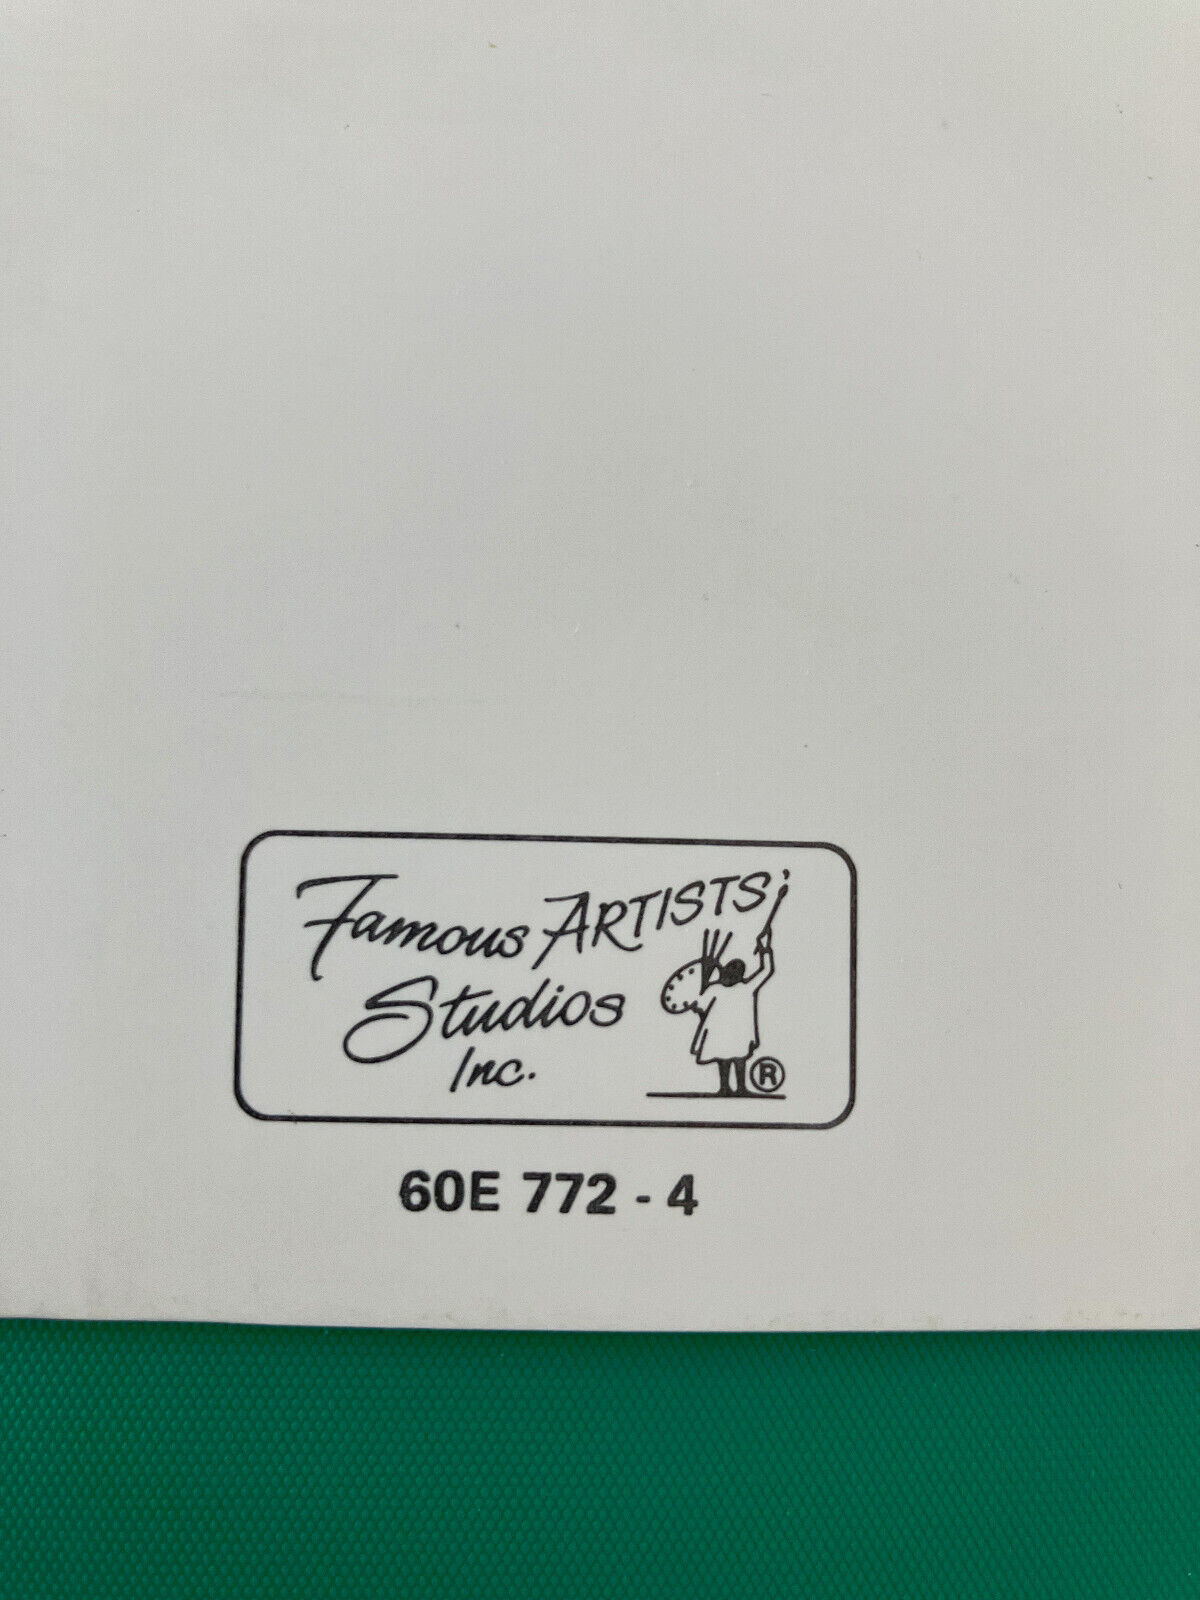 Famous ARTISTS'
Studios
Inc.
®
60E 772 - 4